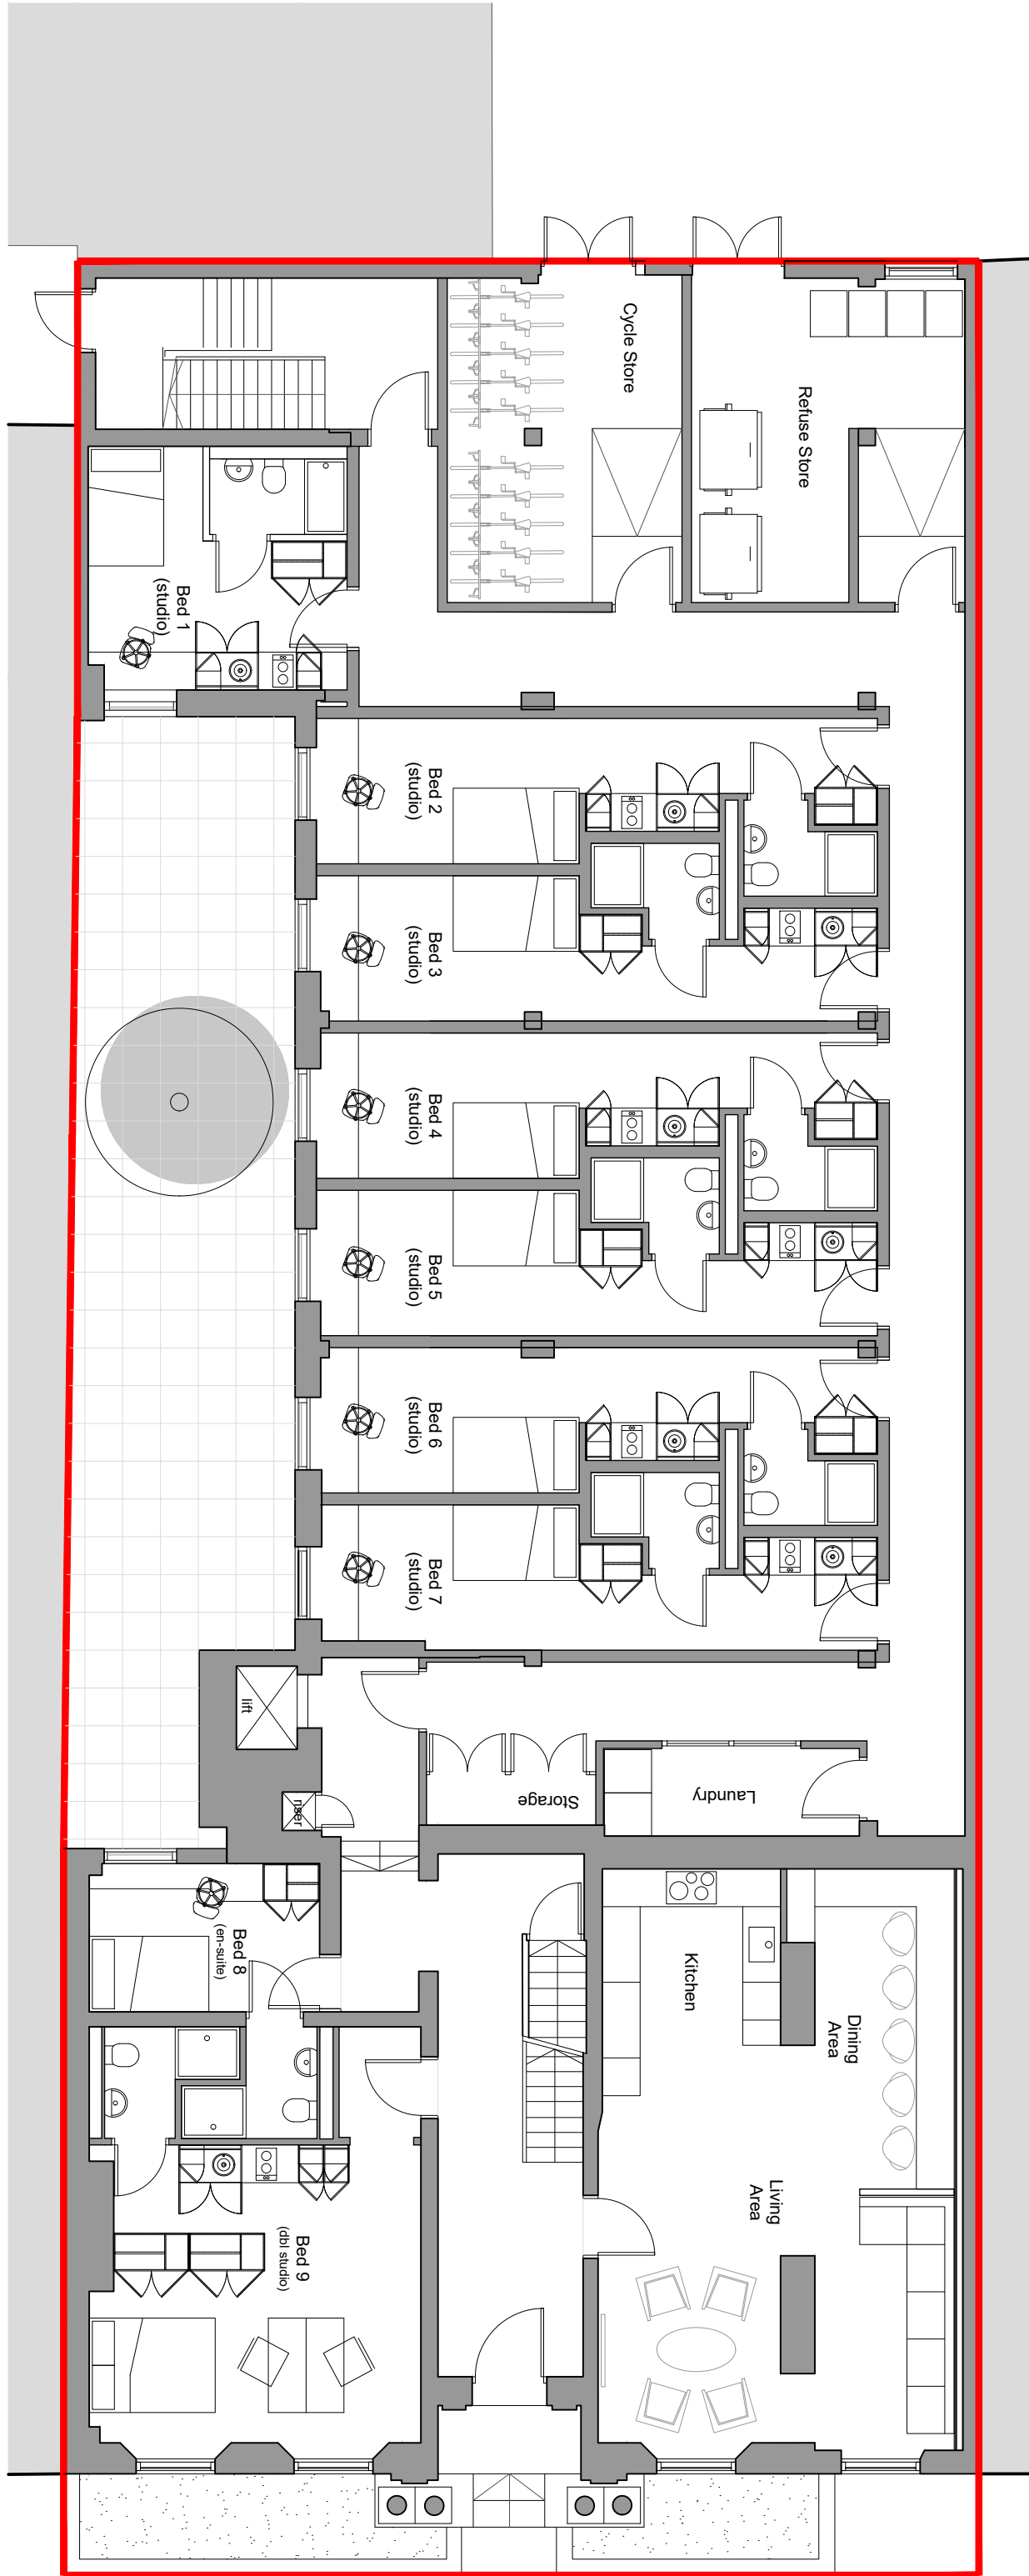 Cycle Store
Refuse Store
Bed 1
(studio)
Bed 2
(studio)
Bed 3
(studio)
Bed 4
(studio)
Bed 5
(studio)
Bed 6
(studio)
Bed 7
(studio)
lift
riser
Storage
Laundry
Bed 8
(en-suite)
Kitchen
Dining
Area
Living
Area
Bed 9
(dbl studio)